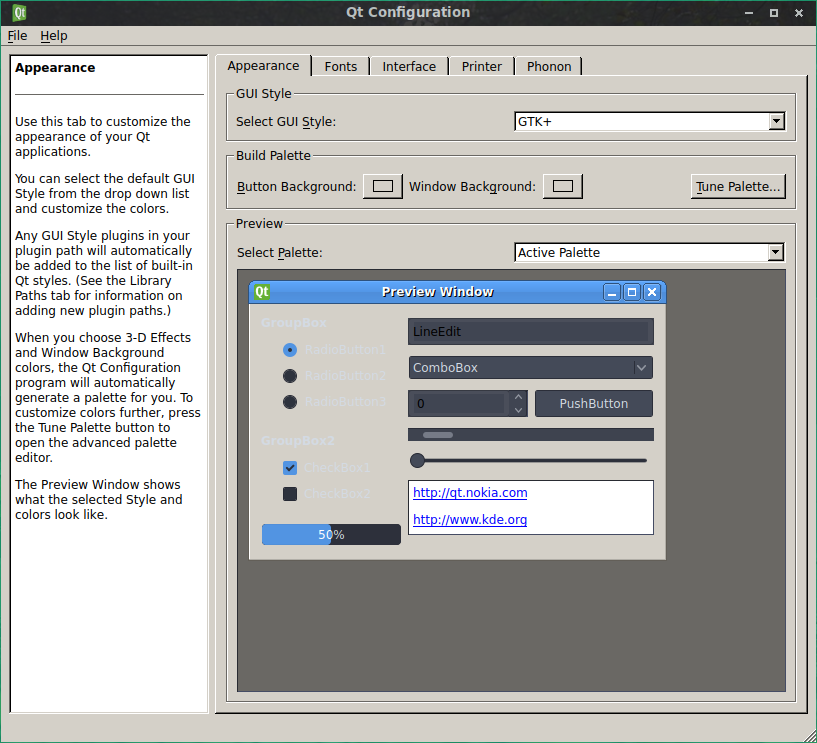 Qt Configuration
File Help
Appearance
Use this tab to customize the
appearance of your Qt
applications.
You can select the default GUI
Style from the drop down list
and customize the colors.
Any GUI Style plugins in your
plugin path will automatically
be added to the list of built-in
Qt styles. (See the Library
Paths tab for information on
adding new plugin paths.)
When you choose 3-D Effects
and Window Background
colors, the Qt Configuration
program will automatically
generate a palette for you. To
customize colors further, press
the Tune Palette button to
open the advanced palette
editor.
The Preview Window shows
what the selected Style and
colors look like.
Appearance Fonts Interface Printer Phonon
GUI Style
Select GUI Style: GTK+
Build Palette
Button Background: Window Background: Tune Palette...
Preview
Select Palette: Active Palette
Qt Preview Window
GroupBox
RadioButton1
RadioButton2
RadioButton3
GroupBox2
CheckBox1
CheckBox2
50%
LineEdit
ComboBox
0 PushButton
http://qt.nokia.com
http://www.kde.org